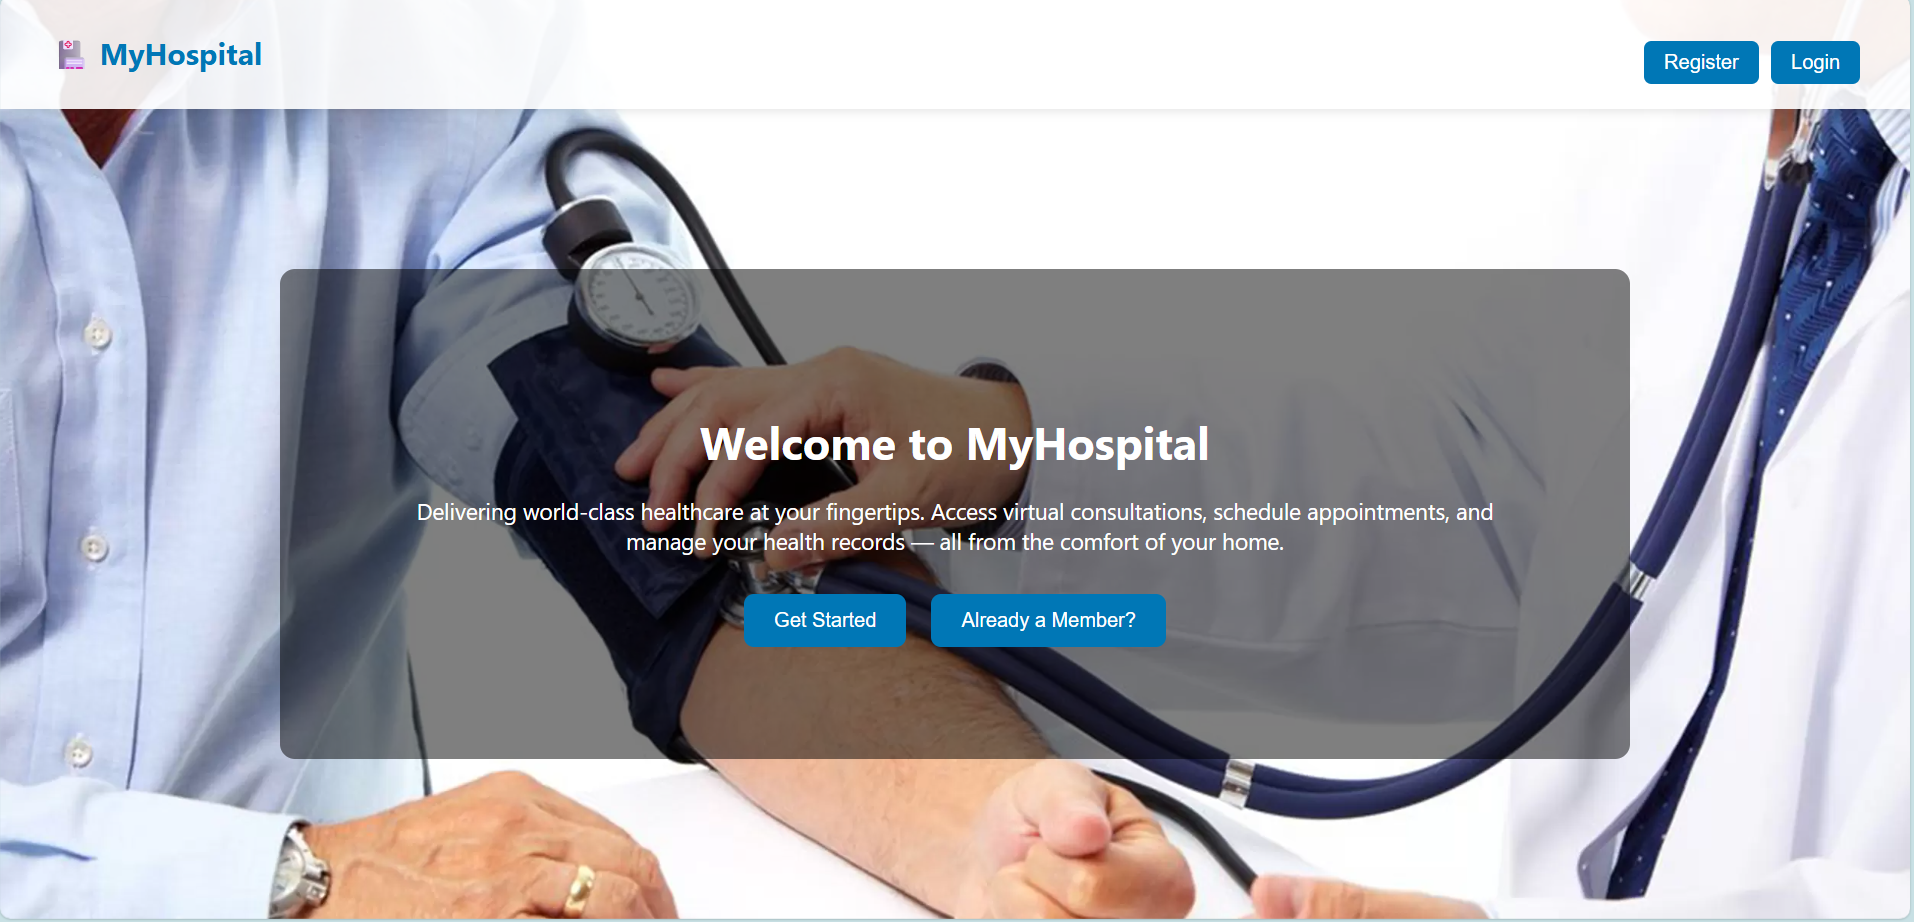 MyHospital
Register
Login
Welcome to MyHospital
Delivering world-class healthcare at your fingertips. Access virtual consultations, schedule appointments, and
manage your health records — all from the comfort of your home.
Get Started
Already a Member?